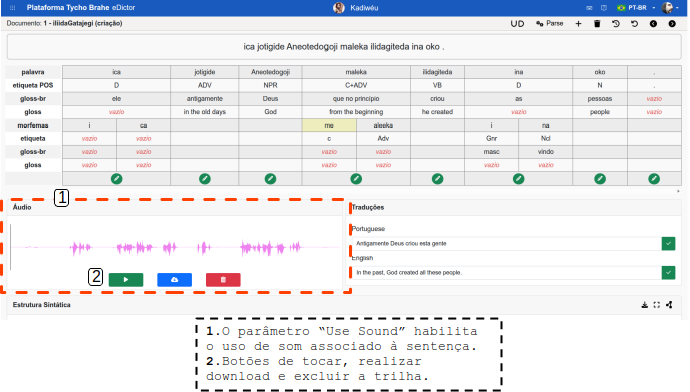 Plataforma Tycho Brahe eDictor Kadiwéu PT-BR
Documento: 1 - iliidaGatajegi (criação) UD Parse
ica jotigide Aneotedogoji maleka ilidagiteda ina oko .
palavra ica jotigide Aneotedogoji maleka ilidagiteda ina oko .
etiqueta POS D ADV NPR C+ADV VB D N .
gloss-br ele antigamente Deus que no princípio criou as pessoas vazio
gloss vazio in the old days God from the beginning he created vazio people vazio
morfemas i ca me aleeka i na
etiqueta vazio vazio c Adv Gnr Ncl
gloss-br vazio vazio vazio vazio masc vindo
gloss vazio vazio vazio vazio
1
Áudio Traduções
Portuguese
Antigamente Deus criou esta gente
English
In the past, God created all these people.
2
Estrutura Sintática
1.O parâmetro “Use Sound” habilita
o uso de som associado à sentença.
2.Botões de tocar, realizar
download e excluir a trilha.